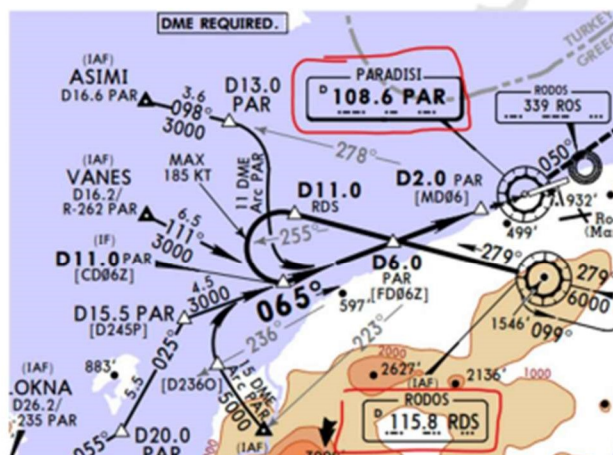 DME REQUIRED.
TURKEY
GREEC
(IAF)
ASIMI
D16.6 PAR
3.6
098°
3000
D13.0
PAR
PARADISI
D 108.6 PAR
RODOS
339 ROS
278°
050°
(IAF)
VANES
D16.2/
R-262 PAR
6.5
111°
3000
MAX
185 KT
11 DME
Arc PAR
D11.0
RDS
255°
D2.0 PAR
[MD06]
932'
499'
Ro
(Ma
(IF)
D11.0 PAR
[CD06Z]
4.5
3000
065°
D6.0
PAR
[FD06Z]
279°
279°
6000
099°
1546'
597'
D15.5 PAR
[D245P]
236°
223°
883'
025°
5.5
[D236O]
15 DME
Arc PAR
5000
2000
2627'
2136'
1000
(IAF)
LOKNA
D26.2/
-235 PAR
055°
D20.0
PAR
(IAF)
(IAF)
RODOS
D 115.8 RDS